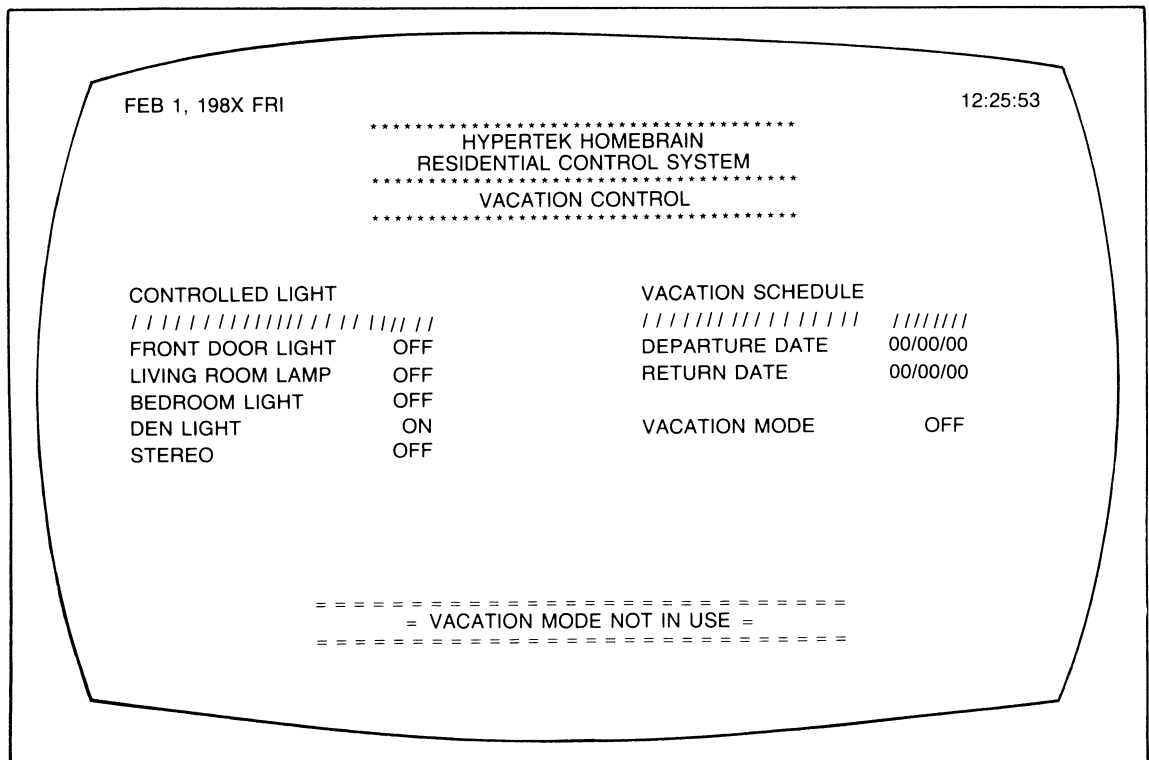 FEB 1, 198X FRI 12:25:53
* * * * * * * * * * * * * * * * * * * * * * * * * * * * * * * * * * * * * *
HYPERTEK HOMEBRAIN
RESIDENTIAL CONTROL SYSTEM
* * * * * * * * * * * * * * * * * * * * * * * * * * * * * * * * * * * * * *
VACATION CONTROL
* * * * * * * * * * * * * * * * * * * * * * * * * * * * * * * * * * * * * *
CONTROLLED LIGHT
/ / / / / / / / / / / / / / / / / / / / / / /
FRONT DOOR LIGHT OFF
LIVING ROOM LAMP OFF
BEDROOM LIGHT OFF
DEN LIGHT ON
STEREO OFF
VACATION SCHEDULE
/ / / / / / / / / / / / / / / / / / / / / / / / /
DEPARTURE DATE 00/00/00
RETURN DATE 00/00/00
VACATION MODE OFF
= = = = = = = = = = = = = = = = = = = = = = = = = = = =
= VACATION MODE NOT IN USE =
= = = = = = = = = = = = = = = = = = = = = = = = = = = =